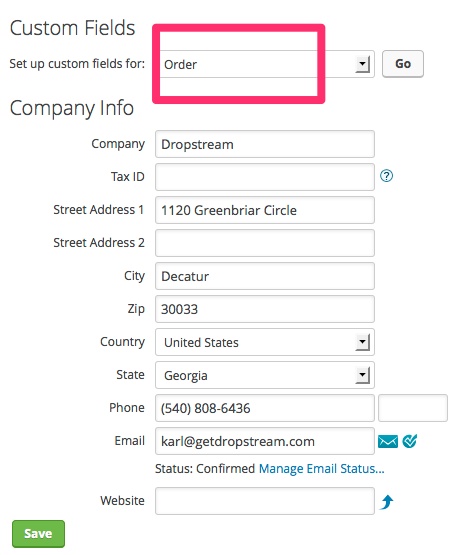 Custom Fields
Set up custom fields for: Order Go
Company Info
Company Dropstream
Tax ID ?
Street Address 1 1120 Greenbriar Circle
Street Address 2
City Decatur
Zip 30033
Country United States
State Georgia
Phone (540) 808-6436
Email karl@getdropstream.com
Status: Confirmed Manage Email Status...
Website
Save